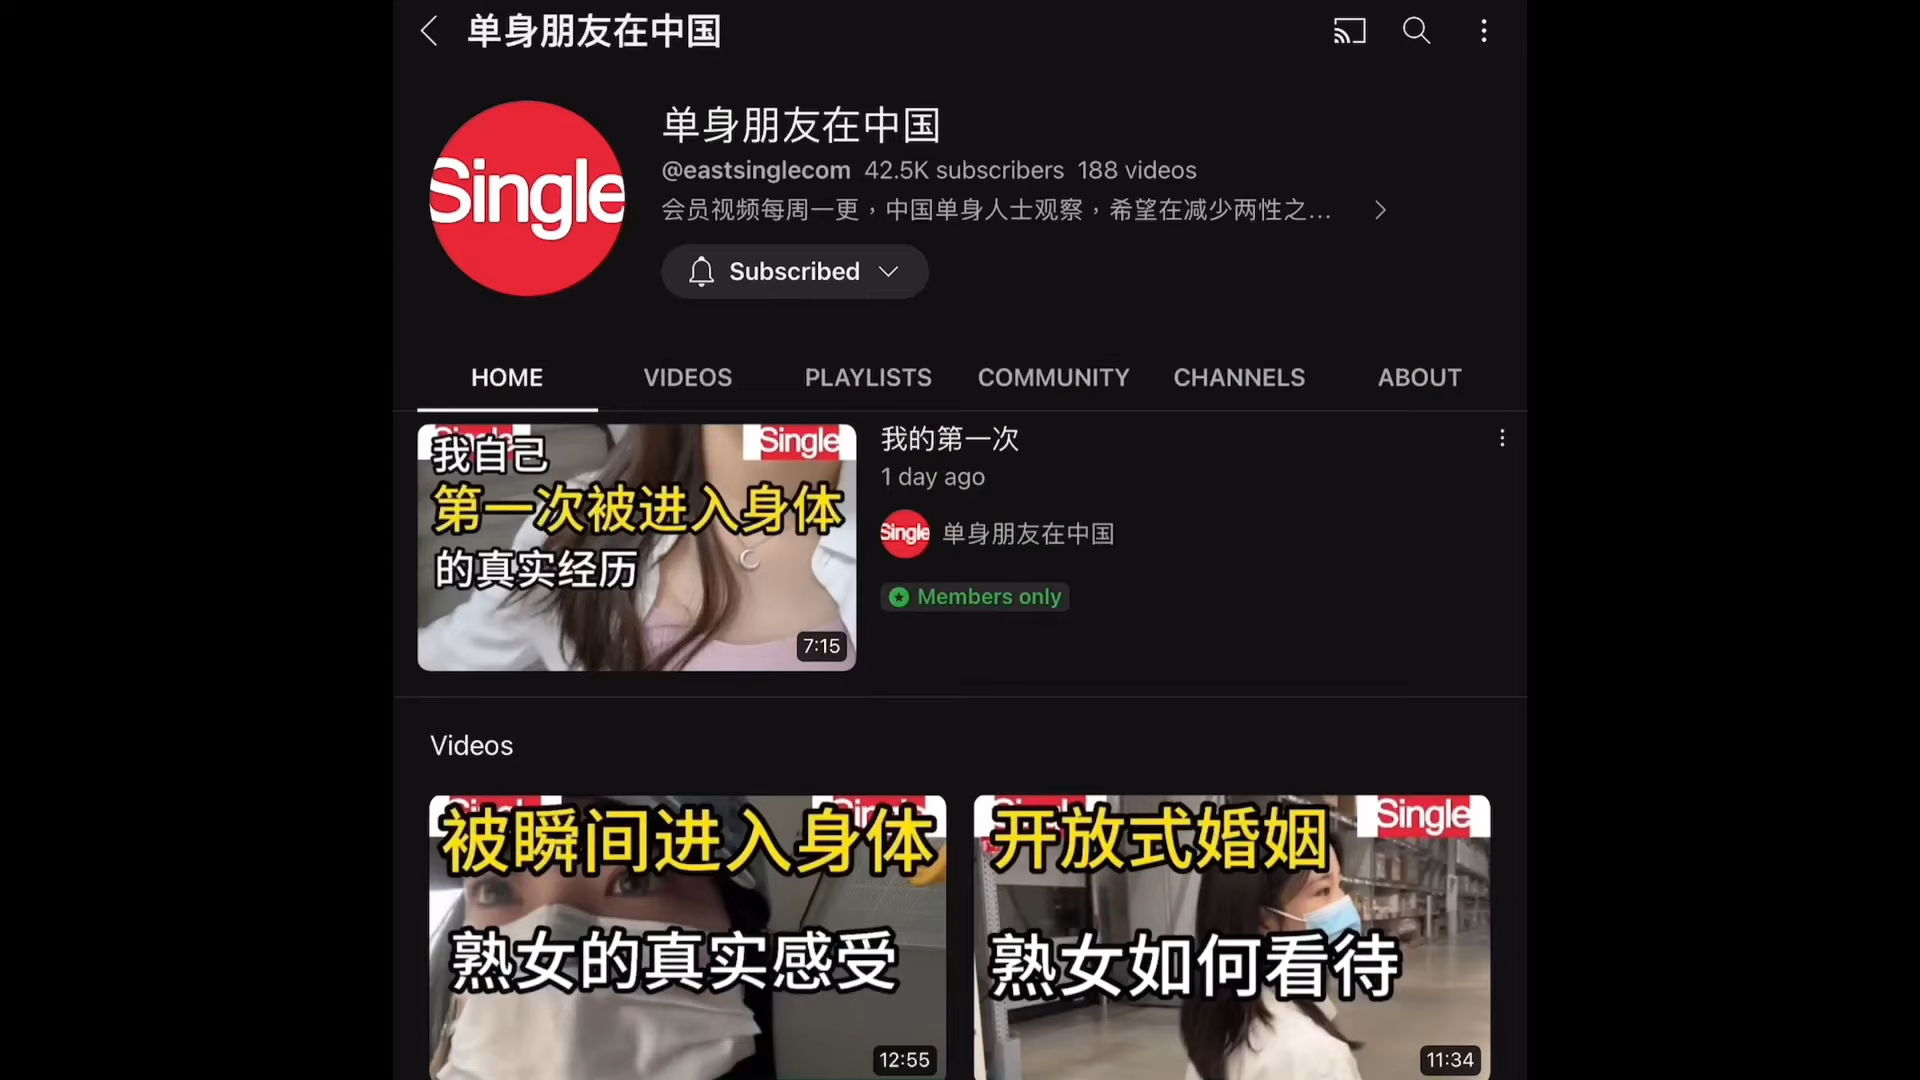 单身朋友在中国
Single
单身朋友在中国
@eastsinglecom 42.5K subscribers 188 videos
会员视频每周一更，中国单身人士观察，希望在减少两性之...
Subscribed
HOME VIDEOS PLAYLISTS COMMUNITY CHANNELS ABOUT
Single
我自己
第一次被进入身体
的真实经历
7:15
我的第一次
1 day ago
Single 单身朋友在中国
Members only
Videos
被瞬间进入身体
熟女的真实感受
12:55
Single
开放式婚姻
熟女如何看待
11:34